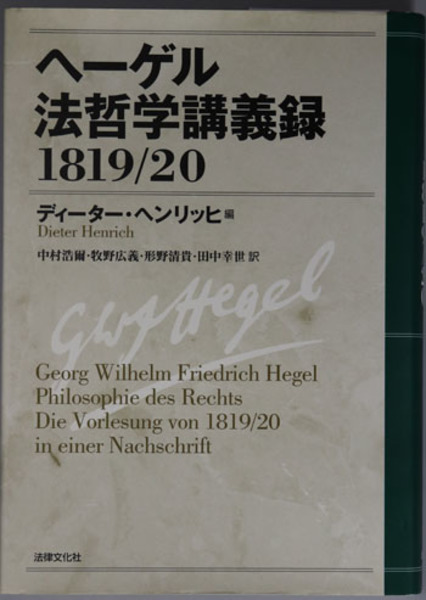 ヘーゲル
法哲学講義録
1819/20
ディーター・ヘンリッヒ 編
Dieter Henrich
中村浩爾・牧野広義・形野清貴・田中幸世 訳
GWF Hegel
Georg Wilhelm Friedrich Hegel
Philosophie des Rechts
Die Vorlesung von 1819/20
in einer Nachschrift
法律文化社